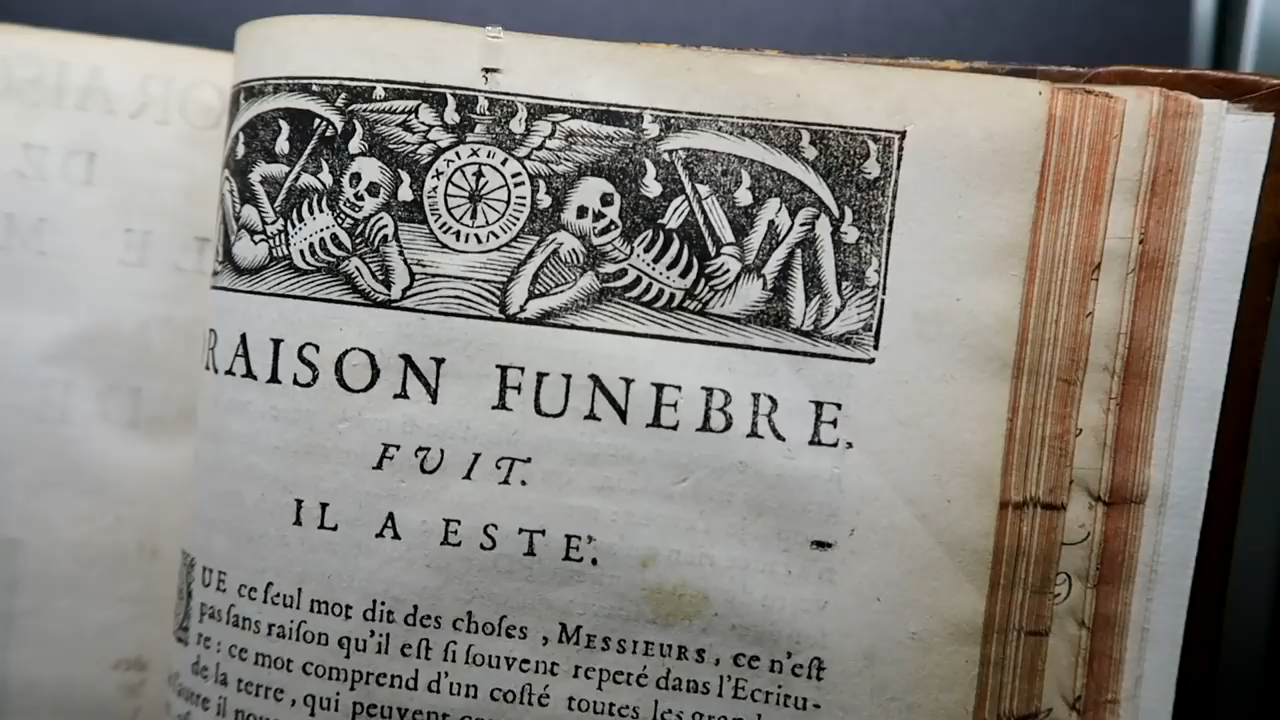 RAISON FUNEBRE.
FVIT.
IL A ESTE'.
UE ce ſeul mot dit des choſes, MESSIEURS, ce n'eſt
pas ſans raiſon qu'il eſt ſi ſouvent repeté dans l'Ecritu-
re : ce mot comprend d'un coſté toutes les
de la terre, qui peuvent
il